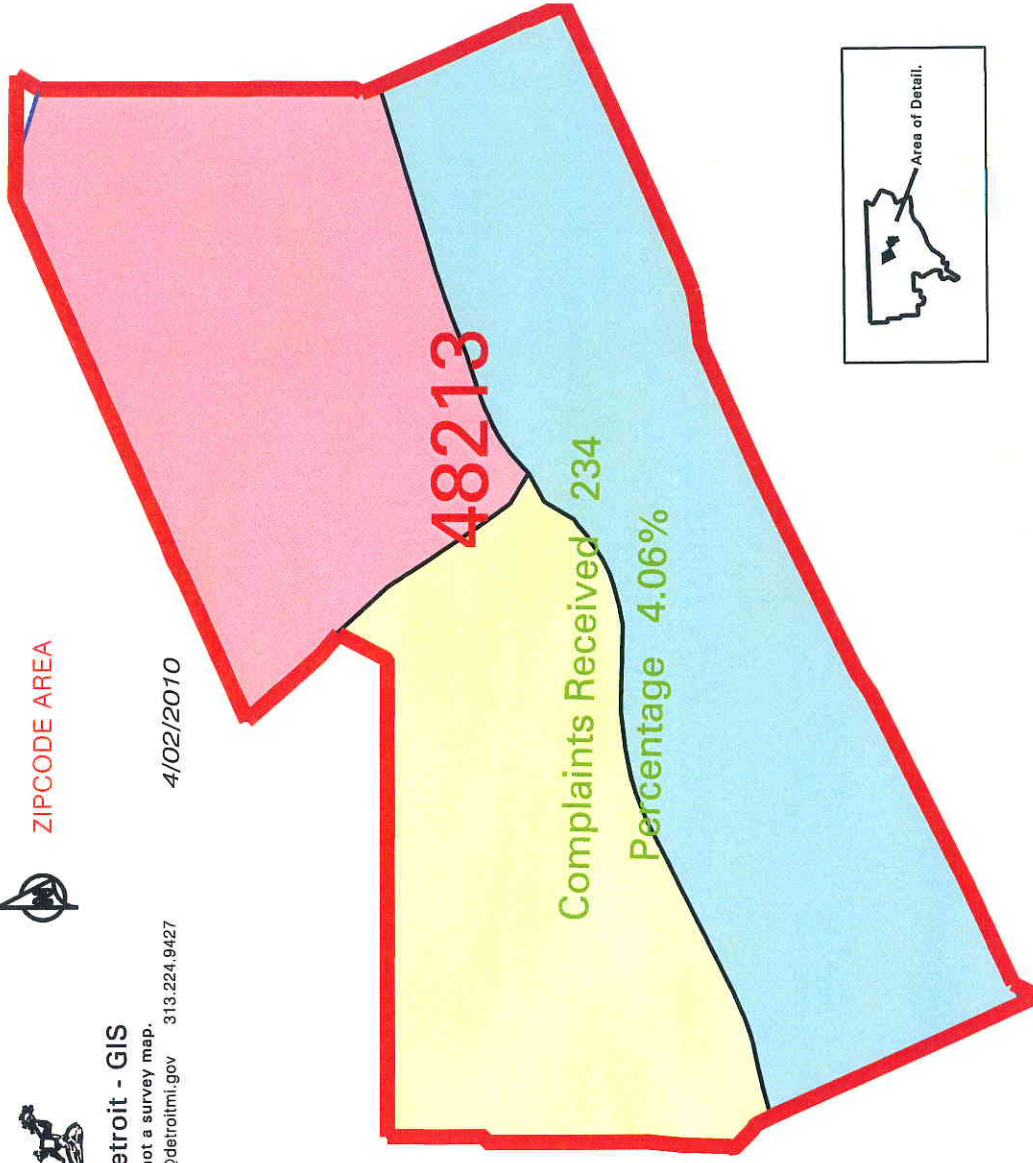 ZIPCODE AREA
etroit - GIS
not a survey map.
@detroitmi.gov 313.224.9427
4/02/2010
48213
Complaints Received 234
Percentage 4.06%
Area of Detail.